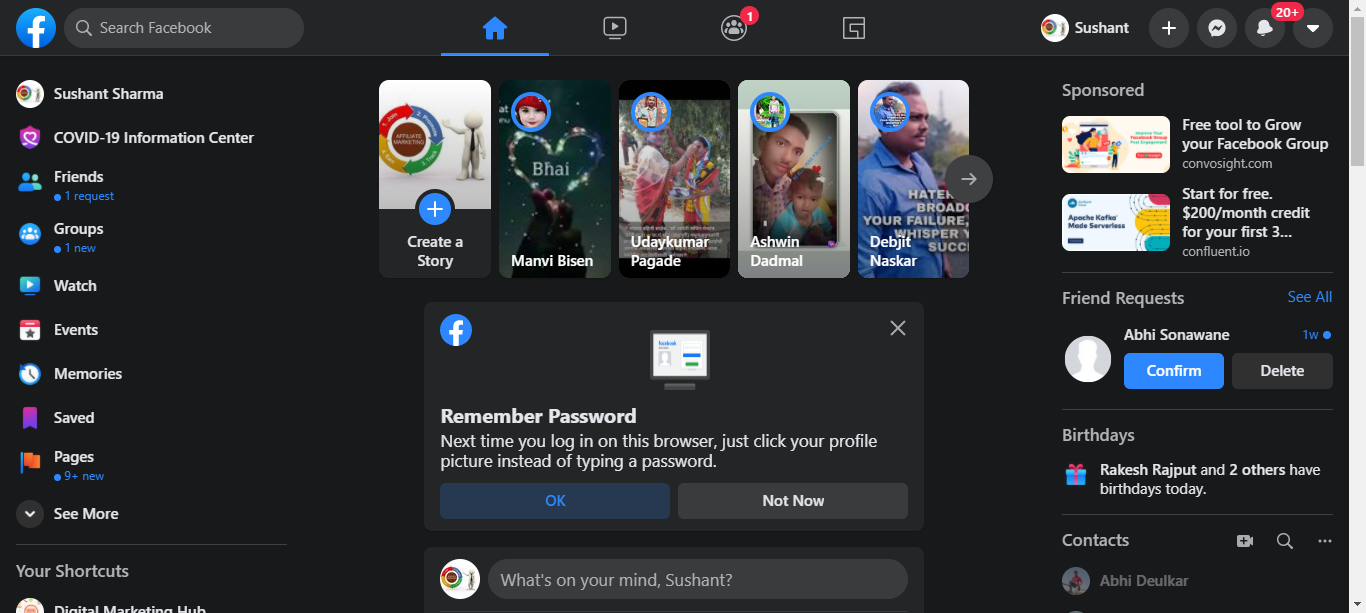 Search Facebook
1
Sushant
20+
Sushant Sharma
COVID-19 Information Center
Friends
1 request
Groups
1 new
Watch
Events
Memories
Saved
Pages
9+ new
See More
Your Shortcuts
Digital Marketing Hub
AFFILIATE
MARKETING
Create a
Story
Bhai
Manvi Bisen
Udaykumar
Pagade
Ashwin
Dadmal
HATER
BROADC
YOUR FAILURE,
WHISPER Y
SUCC
Debjit
Naskar
facebook
Remember Password
Next time you log in on this browser, just click your profile
picture instead of typing a password.
OK
Not Now
What's on your mind, Sushant?
Sponsored
Free tool to Grow
your Facebook Group
convosight.com
Apache Kafka®
Made Serverless
Start for free.
$200/month credit
for your first 3...
confluent.io
Friend Requests
See All
Abhi Sonawane
1w
Confirm
Delete
Birthdays
Rakesh Rajput and 2 others have
birthdays today.
Contacts
Abhi Deulkar